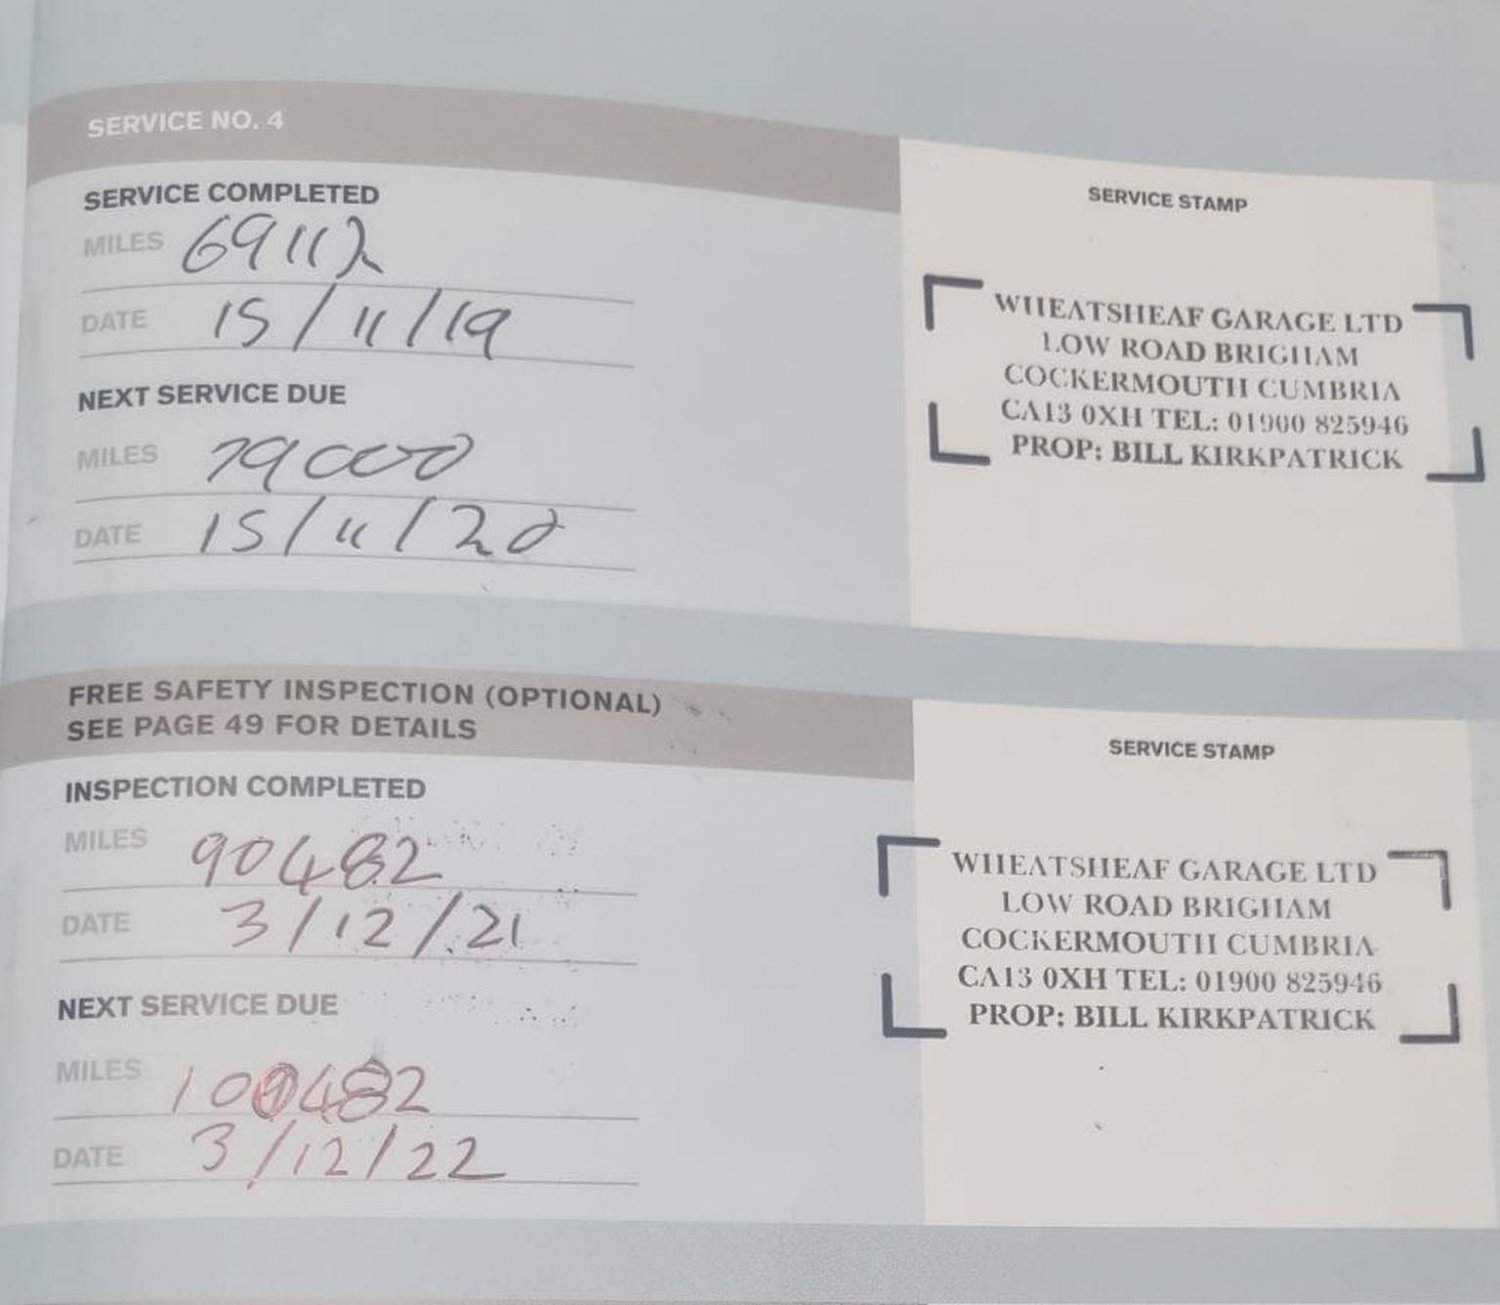 SERVICE NO. 4
SERVICE COMPLETED
MILES 69112
DATE 15/11/19
NEXT SERVICE DUE
MILES 79000
DATE 15/11/20
SERVICE STAMP
WHEATSHEAF GARAGE LTD
LOW ROAD BRIGHAM
COCKERMOUTH CUMBRIA
CA13 0XH TEL: 01900 825946
PROP: BILL KIRKPATRICK
FREE SAFETY INSPECTION (OPTIONAL)
SEE PAGE 49 FOR DETAILS
INSPECTION COMPLETED
MILES 90482
DATE 3/12/21
NEXT SERVICE DUE
MILES 100482
DATE 3/12/22
SERVICE STAMP
WHEATSHEAF GARAGE LTD
LOW ROAD BRIGHAM
COCKERMOUTH CUMBRIA
CA13 0XH TEL: 01900 825946
PROP: BILL KIRKPATRICK